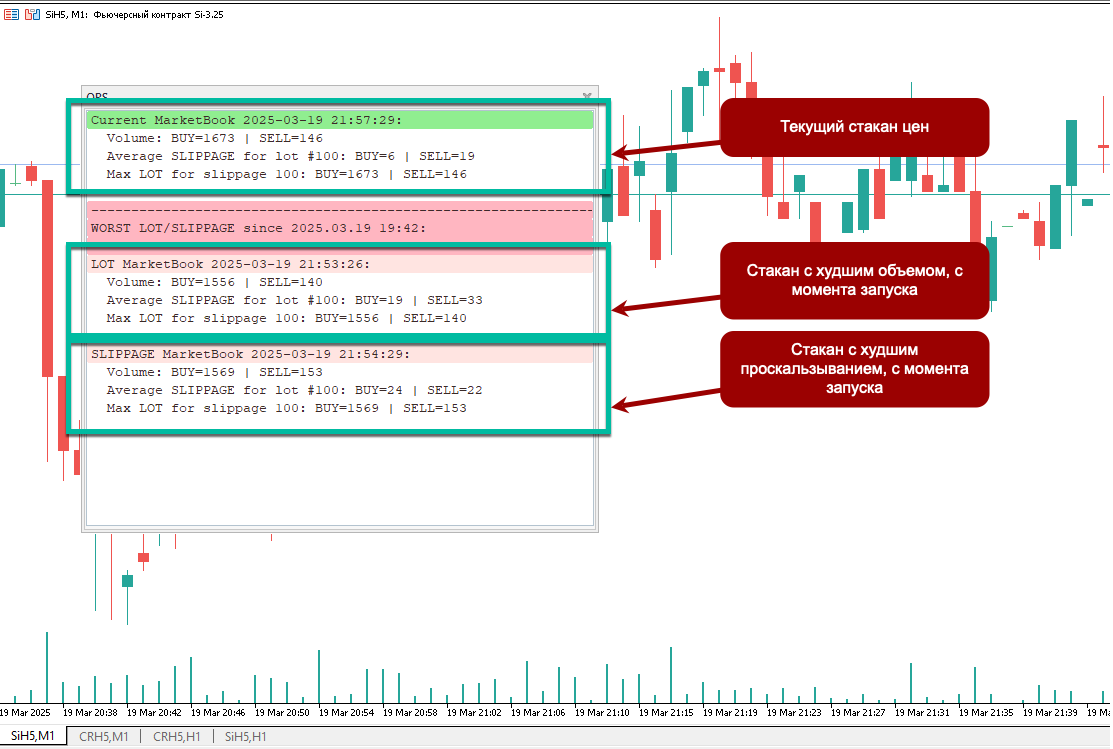 SiH5, M1: Фьючерсный контракт Si-3.25
Current MarketBook 2025-03-19 21:57:29:
Volume: BUY=1673 | SELL=146
Average SLIPPAGE for lot #100: BUY=6 | SELL=19
Max LOT for slippage 100: BUY=1673 | SELL=146
Текущий стакан цен
---------------------------------------------------------------
WORST LOT/SLIPPAGE since 2025.03.19 19:42:
LOT MarketBook 2025-03-19 21:53:26:
Volume: BUY=1556 | SELL=140
Average SLIPPAGE for lot #100: BUY=19 | SELL=33
Max LOT for slippage 100: BUY=1556 | SELL=140
Стакан с худшим объемом, с
момента запуска
SLIPPAGE MarketBook 2025-03-19 21:54:29:
Volume: BUY=1569 | SELL=153
Average SLIPPAGE for lot #100: BUY=24 | SELL=22
Max LOT for slippage 100: BUY=1569 | SELL=153
Стакан с худшим
проскальзыванием, с момента
запуска
19 Mar 2025 19 Mar 20:38 19 Mar 20:42 19 Mar 20:46 19 Mar 20:50 19 Mar 20:54 19 Mar 20:58 19 Mar 21:02 19 Mar 21:06 19 Mar 21:10 19 Mar 21:15 19 Mar 21:19 19 Mar 21:23 19 Mar 21:27 19 Mar 21:31 19 Mar 21:35 19 Mar 21:39 19 Ma
SiH5,M1 CRH5,M1 CRH5,H1 SiH5,H1